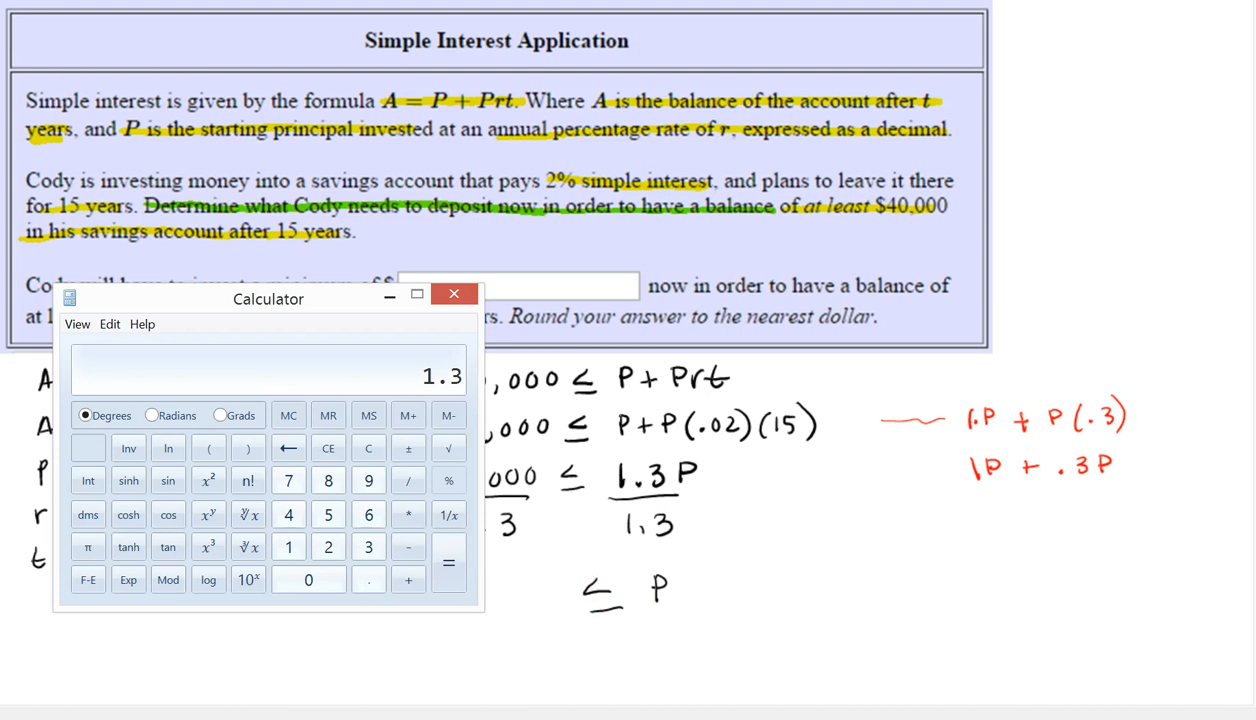 Simple Interest Application
Simple interest is given by the formula A = P + Prt. Where A is the balance of the account after t
years, and P is the starting principal invested at an annual percentage rate of r, expressed as a decimal.
Cody is investing money into a savings account that pays 2% simple interest, and plans to leave it there
for 15 years. Determine what Cody needs to deposit now in order to have a balance of at least $40,000
in his savings account after 15 years.
now in order to have a balance of
Round your answer to the nearest dollar.
Calculator
View Edit Help
1.3
Degrees Radians Grads MC MR MS M+ M-
Inv ln ( ) ← CE C ± √
Int sinh sin x² n! 7 8 9 / %
dms cosh cos xʸ ʸ√x 4 5 6 * 1/x
π tanh tan x³ ³√x 1 2 3 - =
F-E Exp Mod log 10ˣ 0 . +
A ,000 ≤ P + Prt
A ,000 ≤ P + P(.02)(15)
P 000 ≤ 1.3P
r 3 1.3
t
≤ P
1.P + P(.3)
1P + .3P